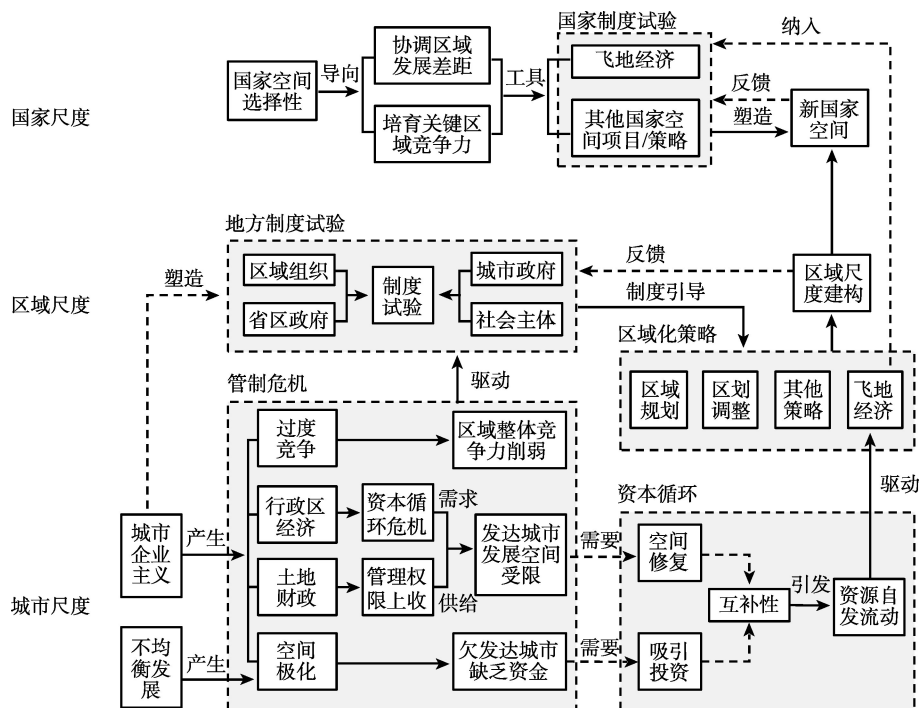 国家制度试验
纳入
国家尺度
国家空间
选择性
导向
协调区域
发展差距
培育关键区
域竞争力
工具
飞地经济
其他国家空
间项目/策略
反馈
塑造
新国家
空间
地方制度试验
区域尺度
塑造
区域组织
省区政府
制度
试验
城市政府
社会主体
反馈
制度引导
区域尺
度建构
区域化策略
区域
规划
区划
调整
其他
策略
飞地
经济
驱动
管制危机
过度
竞争
区域整体竞
争力削弱
行政区
经济
资本循
环危机
需求
土地
财政
管理权
限上收
供给
发达城市
发展空间
受限
空间
极化
欠发达城市
缺乏资金
城市尺度
城市
企业
主义
产生
不均
衡发
展
产生
需要
需要
资本循环
驱动
空间
修复
吸引
投资
互补性
引发
资源自
发流动